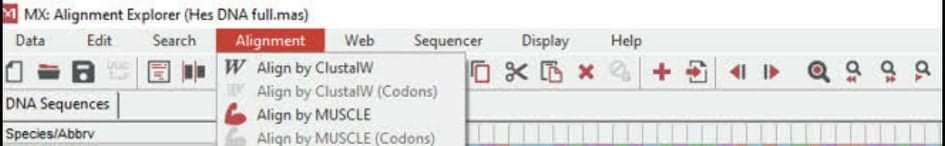 MX: Alignment Explorer (Hes DNA full.mas)
Data Edit Search Alignment Web Sequencer Display Help
W Align by ClustalW
W Align by ClustalW (Codons)
Align by MUSCLE
Align by MUSCLE (Codons)
DNA Sequences
Species/Abbrv